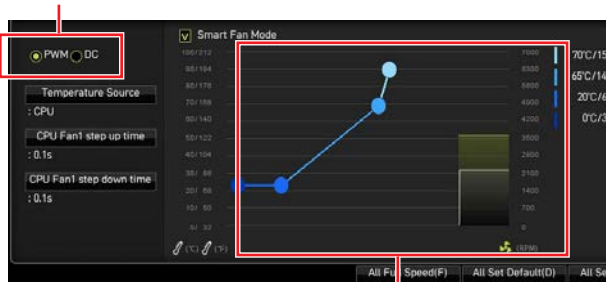 Smart Fan Mode
PWM DC
Temperature Source
: CPU
CPU Fan1 step up time
: 0.1s
CPU Fan1 step down time
: 0.1s
100/212
90/194
80/176
70/158
60/140
50/122
40/104
30/ 86
20/ 68
10/ 50
0/ 32
(°C) (°F)
7000
6300
5600
4900
4200
3500
2800
2100
1400
700
0
(RPM)
70°C/15
65°C/14
20°C/6
0°C/3
All Full Speed(F) All Set Default(D) All Se